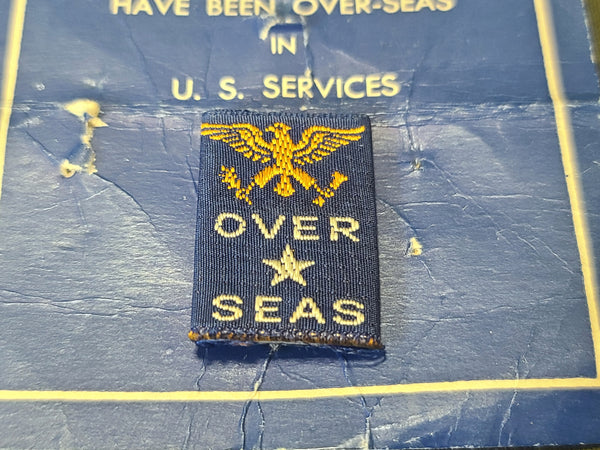 HAVE BEEN OVER-SEAS
IN
U. S. SERVICES
OVER
SEAS